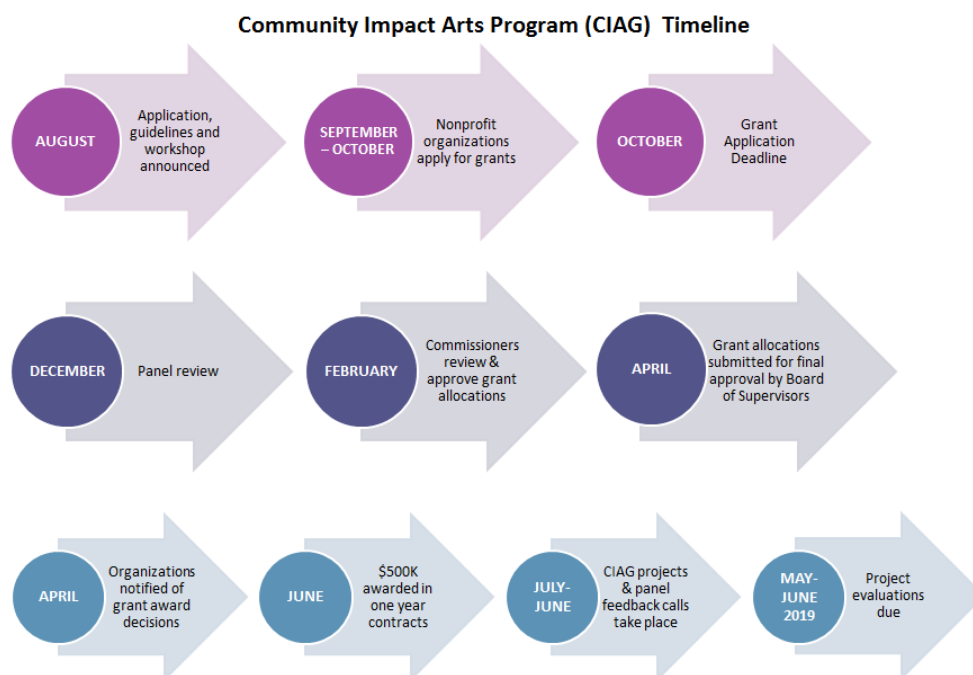 Community Impact Arts Program (CIAG)  Timeline
AUGUST
Application,
guidelines and
workshop
announced
SEPTEMBER
– OCTOBER
Nonprofit
organizations
apply for grants
OCTOBER
Grant
Application
Deadline
DECEMBER
Panel review
FEBRUARY
Commissioners
review &
approve grant
allocations
APRIL
Grant allocations
submitted for final
approval by Board
of Supervisors
APRIL
Organizations
notified of
grant award
decisions
JUNE
$500K
awarded in
one year
contracts
JULY-
JUNE
CIAG projects
& panel
feedback calls
take place
MAY-
JUNE
2019
Project
evaluations
due